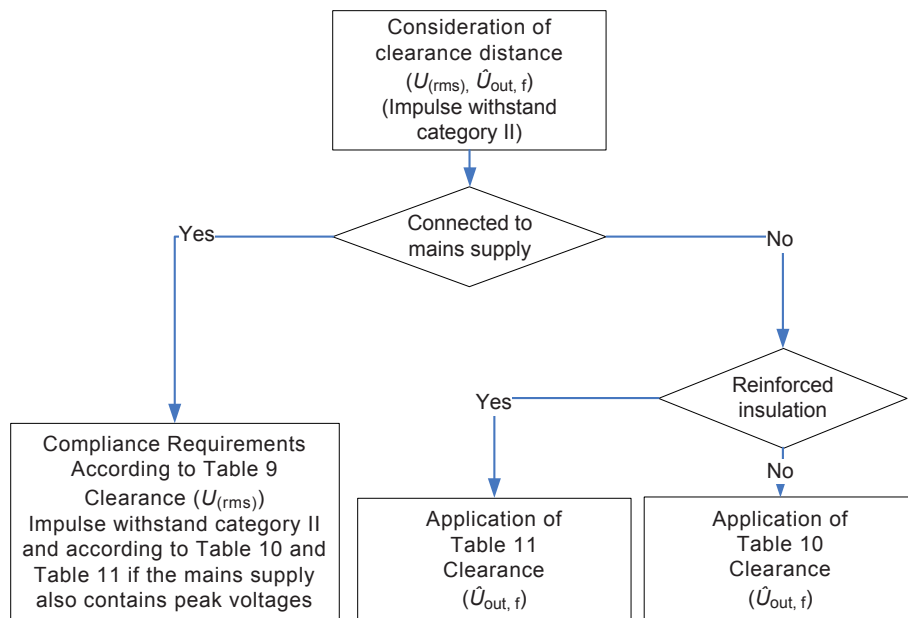 Consideration of
clearance distance
(U(rms), Ûout, f)
(Impulse withstand
category II)
Connected to
mains supply
Yes
No
Reinforced
insulation
Yes
No
Compliance Requirements
According to Table 9
Clearance (U(rms))
Impulse withstand category II
and according to Table 10 and
Table 11 if the mains supply
also contains peak voltages
Application of
Table 11
Clearance
(Ûout, f)
Application of
Table 10
Clearance
(Ûout, f)